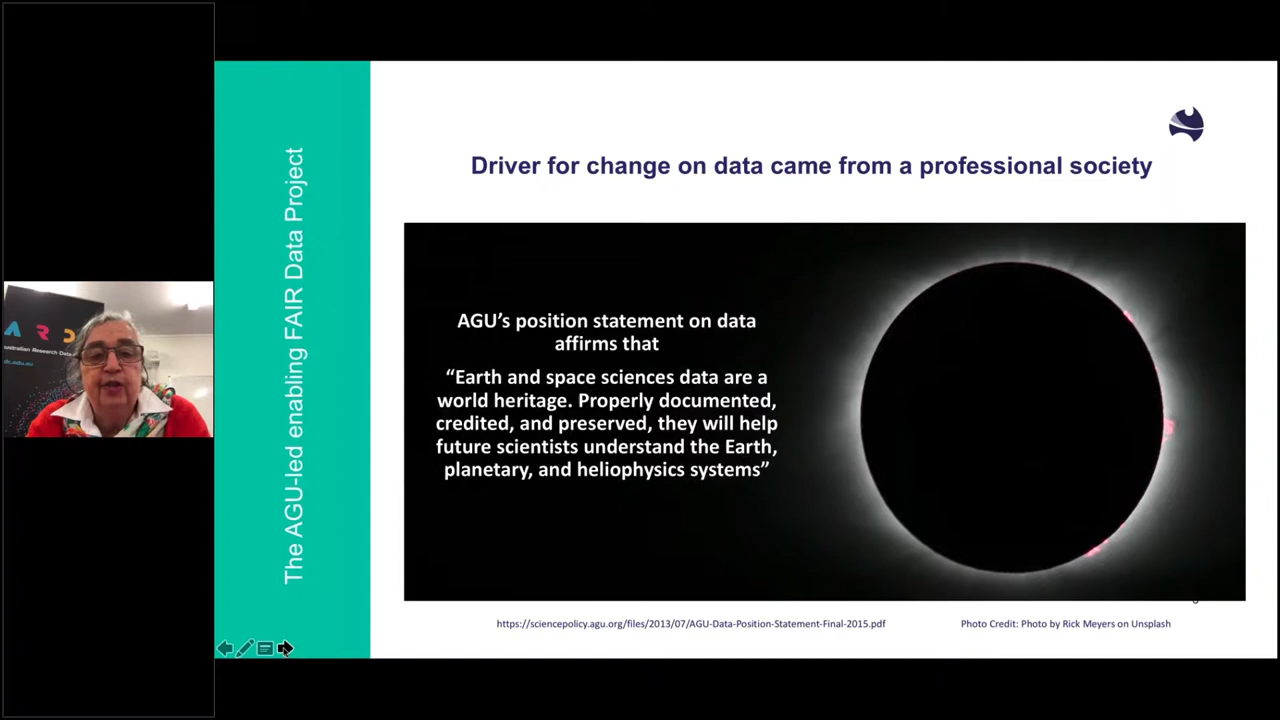 The AGU-led enabling FAIR Data Project
Driver for change on data came from a professional society
AGU’s position statement on data
affirms that
“Earth and space sciences data are a
world heritage. Properly documented,
credited, and preserved, they will help
future scientists understand the Earth,
planetary, and heliophysics systems”
https://sciencepolicy.agu.org/files/2013/07/AGU-Data-Position-Statement-Final-2015.pdf
Photo Credit: Photo by Rick Meyers on Unsplash
A R D
Australian Research Data